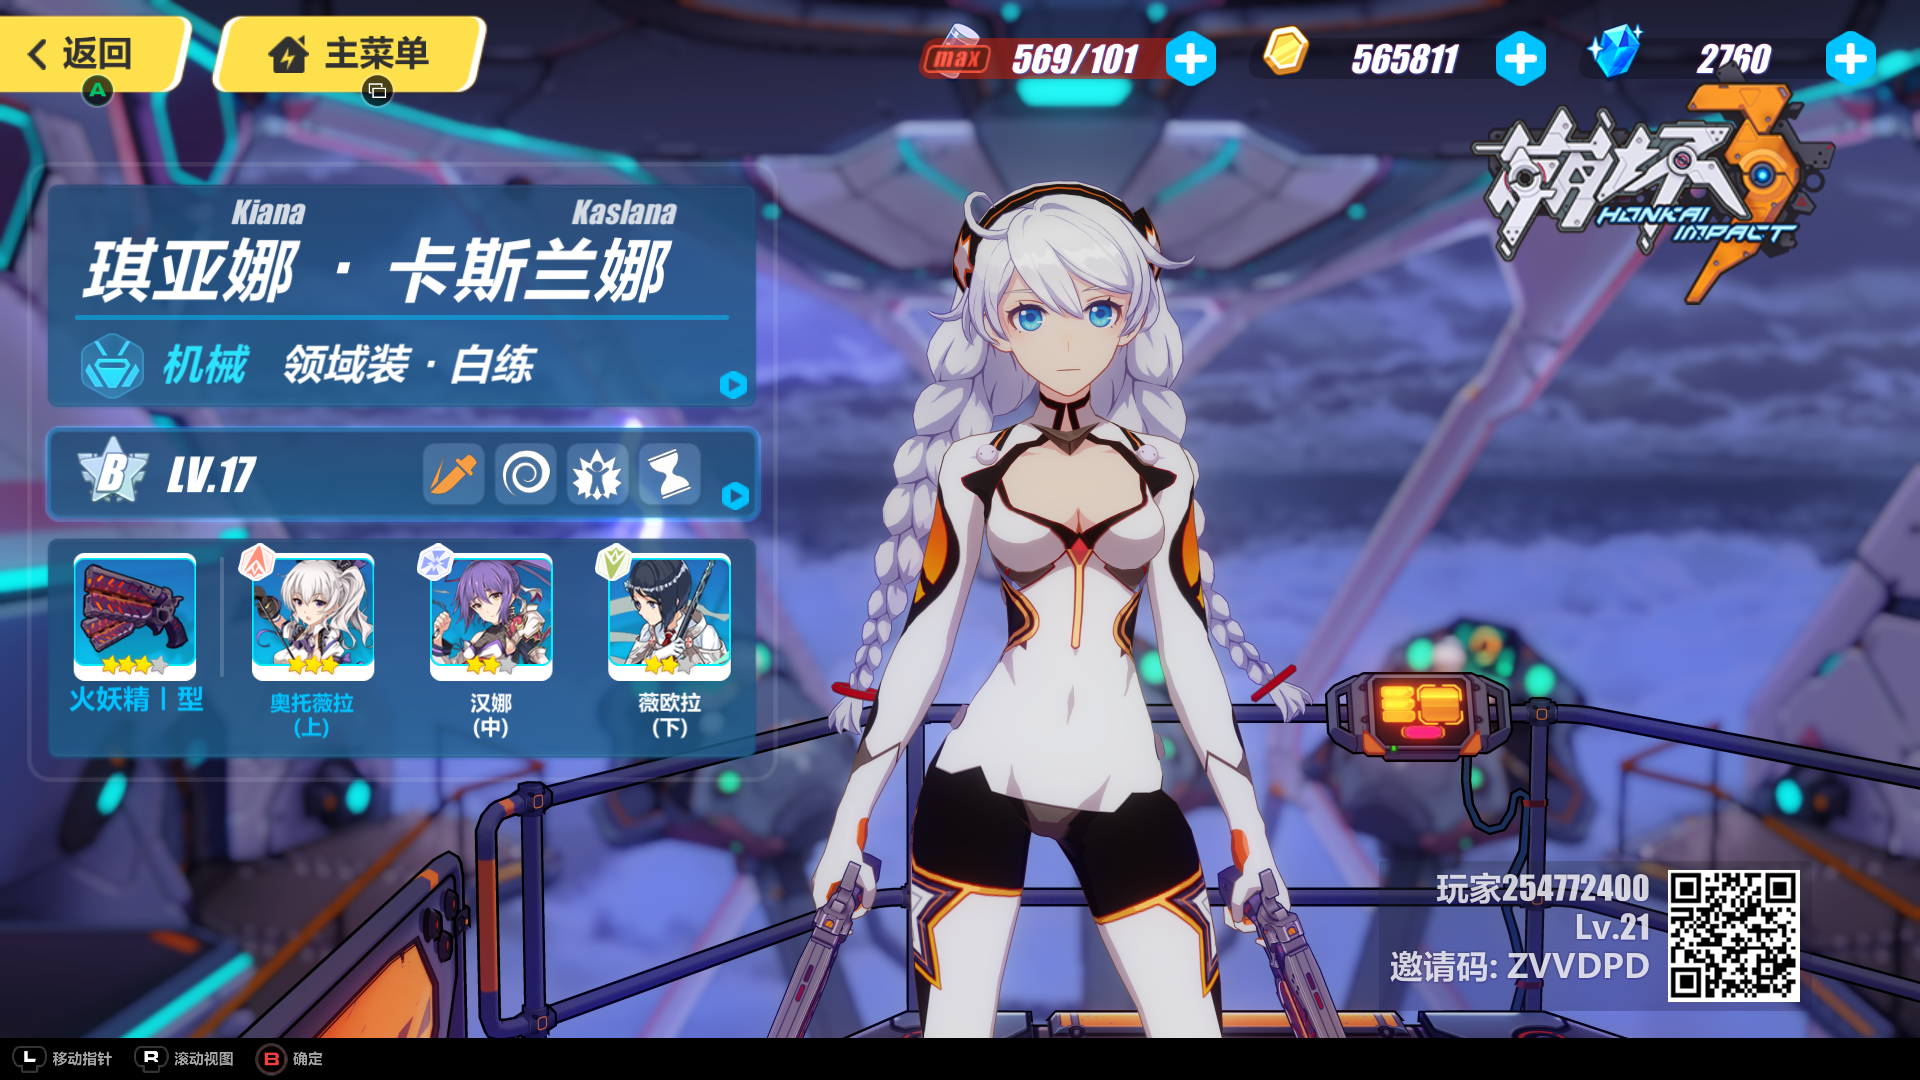 返回
A
主菜单
max 569/101
565811
2760
崩坏3
HONKAI
IMPACT
Kiana Kaslana
琪亚娜 · 卡斯兰娜
机械 领域装 · 白练
B LV.17
火妖精Ⅰ型
奥托薇拉
(上)
汉娜
(中)
薇欧拉
(下)
玩家254772400
Lv.21
邀请码: ZVVDPD
L 移动指针 R 滚动视图 B 确定